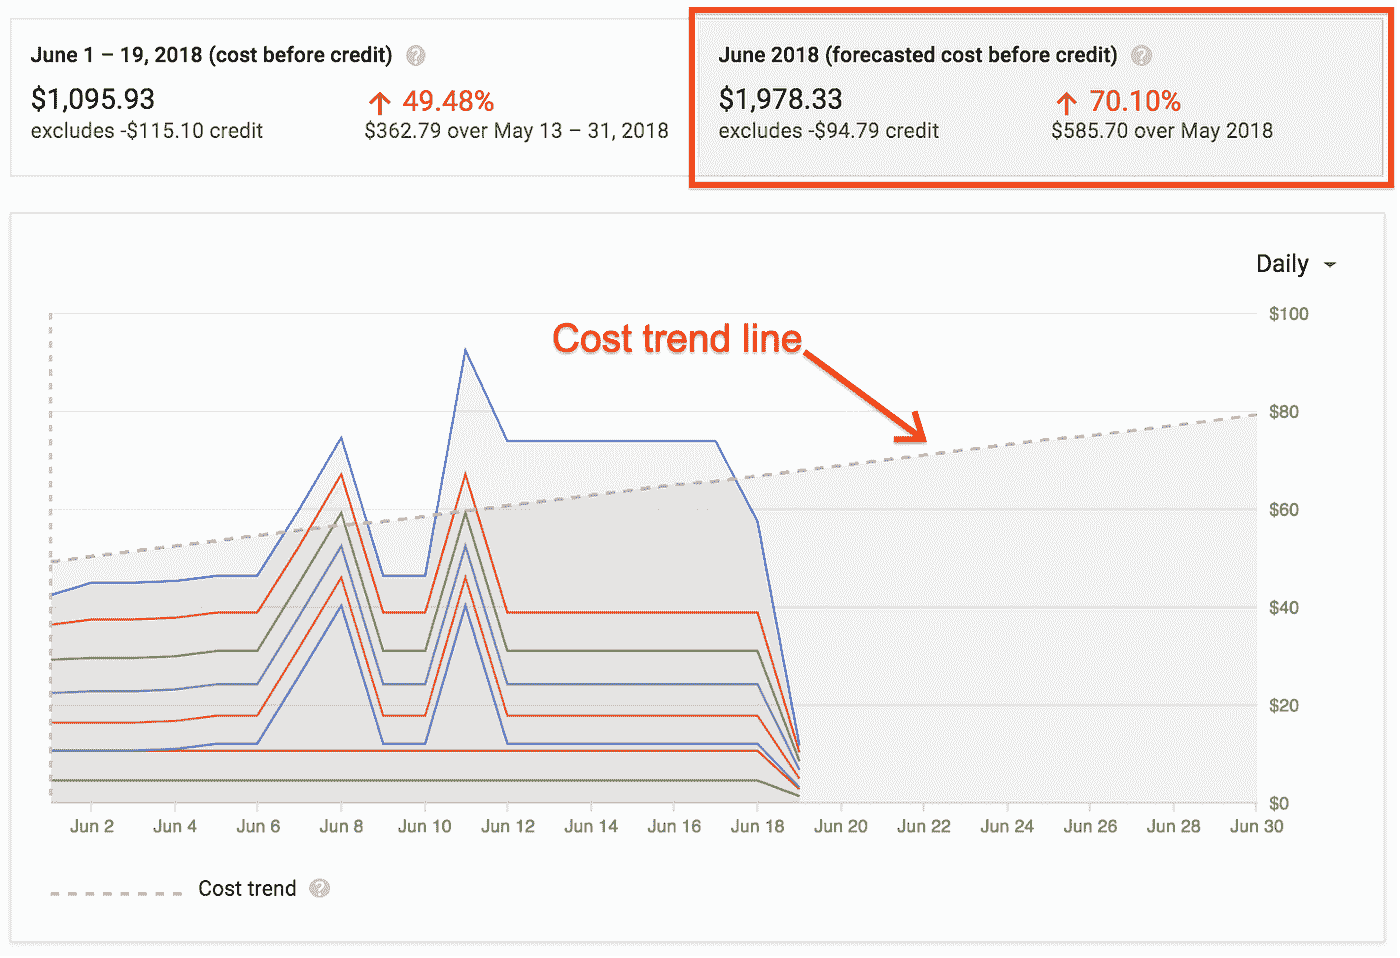 June 1 – 19, 2018 (cost before credit) ?
$1,095.93
↑ 49.48%
excludes -$115.10 credit
$362.79 over May 13 – 31, 2018
June 2018 (forecasted cost before credit) ?
$1,978.33
↑ 70.10%
excludes -$94.79 credit
$585.70 over May 2018
Daily
Cost trend line
$100
$80
$60
$40
$20
$0
Jun 2 Jun 4 Jun 6 Jun 8 Jun 10 Jun 12 Jun 14 Jun 16 Jun 18 Jun 20 Jun 22 Jun 24 Jun 26 Jun 28 Jun 30
Cost trend ?